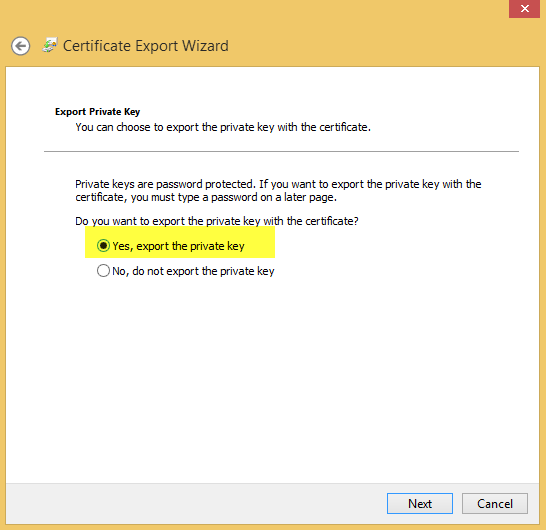 Certificate Export Wizard
Export Private Key
You can choose to export the private key with the certificate.
Private keys are password protected. If you want to export the private key with the
certificate, you must type a password on a later page.
Do you want to export the private key with the certificate?
Yes, export the private key
No, do not export the private key
Next
Cancel